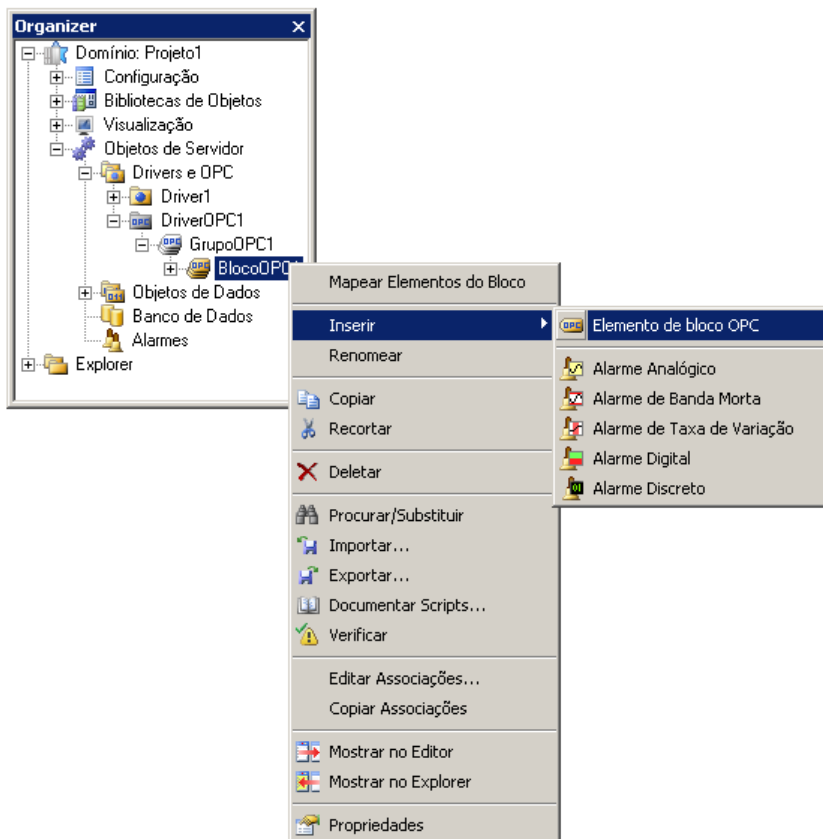 Organizer
Domínio: Projeto1
Configuração
Bibliotecas de Objetos
Visualização
Objetos de Servidor
Drivers e OPC
Driver1
DriverOPC1
GrupoOPC1
BlocoOPC1
Objetos de Dados
Banco de Dados
Alarmes
Explorer
Mapear Elementos do Bloco
Inserir
Renomear
Copiar
Recortar
Deletar
Procurar/Substituir
Importar...
Exportar...
Documentar Scripts...
Verificar
Editar Associações...
Copiar Associações
Mostrar no Editor
Mostrar no Explorer
Propriedades
Elemento de bloco OPC
Alarme Analógico
Alarme de Banda Morta
Alarme de Taxa de Variação
Alarme Digital
Alarme Discreto